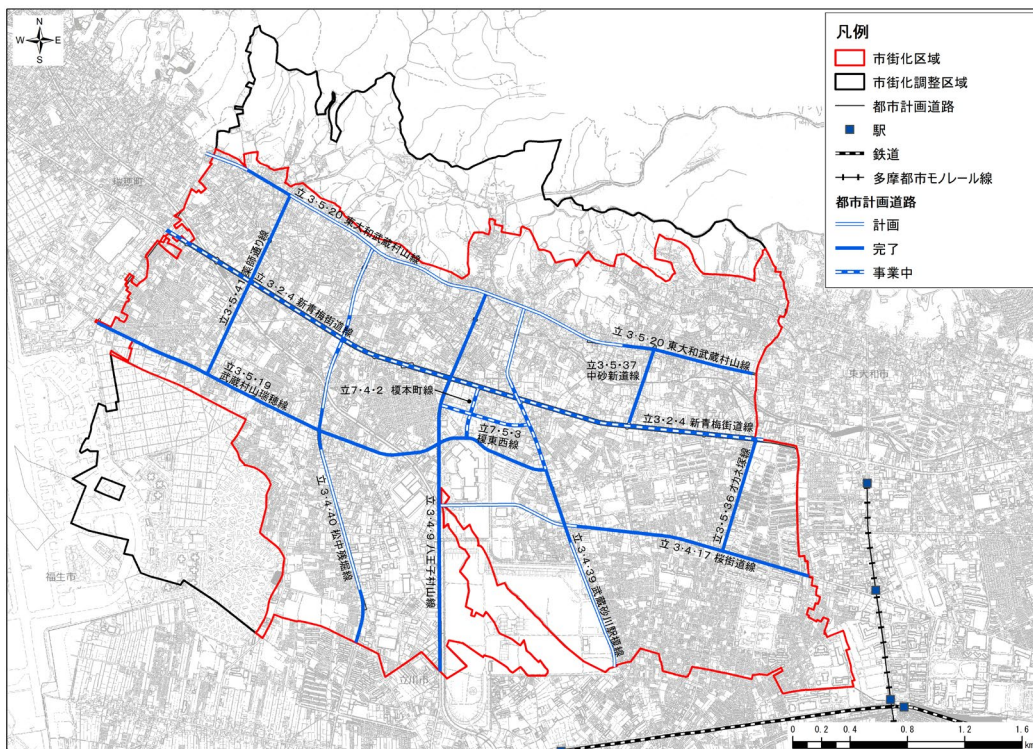 N
W E
S
凡例
市街化区域
市街化調整区域
都市計画道路
駅
鉄道
多摩都市モノレール線
都市計画道路
計画
完了
事業中
瑞穂町
立 3・5・20 東大和武蔵村山線
立3・5・41 薬師通り線
立 3・2・4 新青梅街道線
立3・5・19
武蔵村山瑞穂線
立7・4・2 榎本町線
立7・5・3
榎東西線
立3・5・37
中砂新道線
立 3・5・20 東大和武蔵村山線
東大和市
立3・2・4 新青梅街道線
立3・5・36 オカネ塚線
立 3・4・17 桜街道線
立 3・4・39 武蔵砂川駅榎線
立 3・4・9 八王子村山線
立 3・4・40 松中残堀線
福生市
立川市
0 0.2 0.4 0.8 1.2 1.6
km